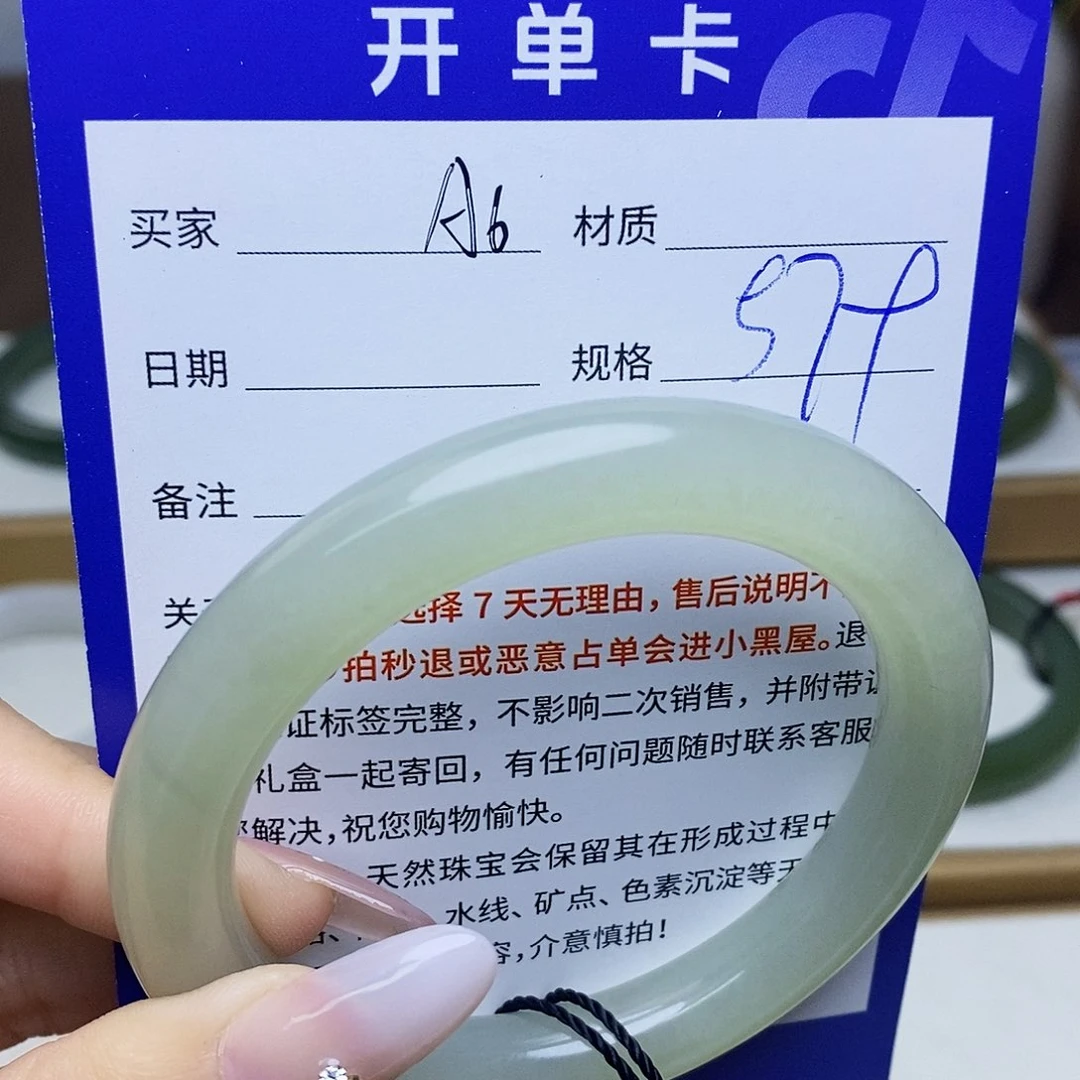 开单卡
买家 A6 材质
日期 规格 57
备注
关
选择 7 天无理由，售后说明不
拍秒退或恶意占单会进小黑屋。退
证标签完整，不影响二次销售，并附带证
礼盒一起寄回，有任何问题随时联系客服
解决，祝您购物愉快。
天然珠宝会保留其在形成过程中
水线、矿点、色素沉淀等天
容，介意慎拍！